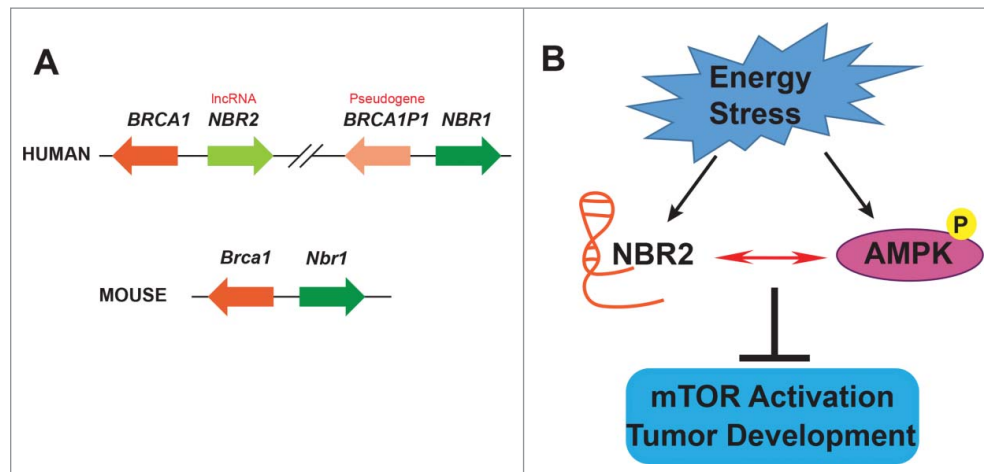 A
lncRNA
Pseudogene
BRCA1 NBR2 BRCA1P1 NBR1
HUMAN
Brca1 Nbr1
MOUSE
B
Energy
Stress
P
NBR2
AMPK
mTOR Activation
Tumor Development